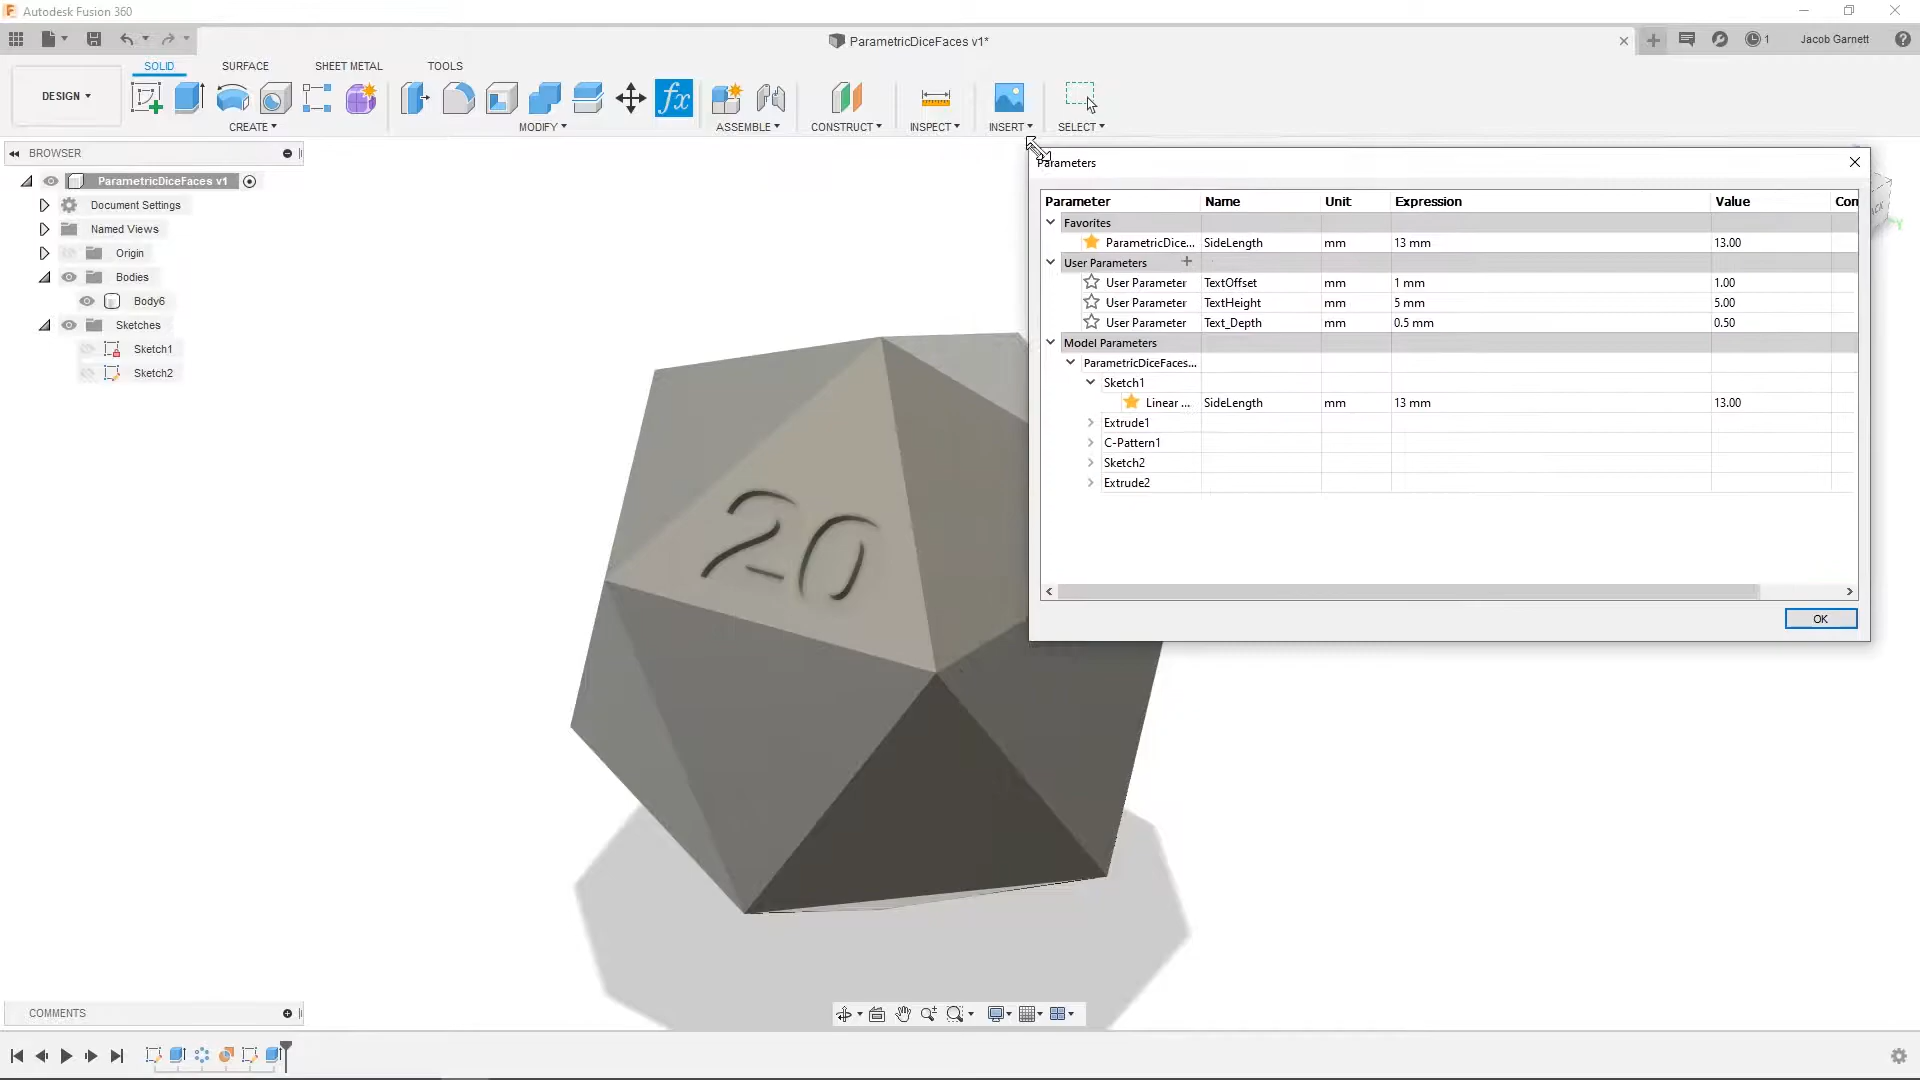 Autodesk Fusion 360
ParametricDiceFaces v1*
1
Jacob Garnett
SOLID
SURFACE
SHEET METAL
TOOLS
DESIGN
CREATE
MODIFY
ASSEMBLE
CONSTRUCT
INSPECT
INSERT
SELECT
BROWSER
ParametricDiceFaces v1
Document Settings
Named Views
Origin
Bodies
Body6
Sketches
Sketch1
Sketch2
20
Parameters
Parameter Name Unit Expression Value Con
Favorites
ParametricDice... SideLength mm 13 mm 13.00
User Parameters
User Parameter TextOffset mm 1 mm 1.00
User Parameter TextHeight mm 5 mm 5.00
User Parameter Text_Depth mm 0.5 mm 0.50
Model Parameters
ParametricDiceFaces...
Sketch1
Linear ... SideLength mm 13 mm 13.00
Extrude1
C-Pattern1
Sketch2
Extrude2
OK
COMMENTS